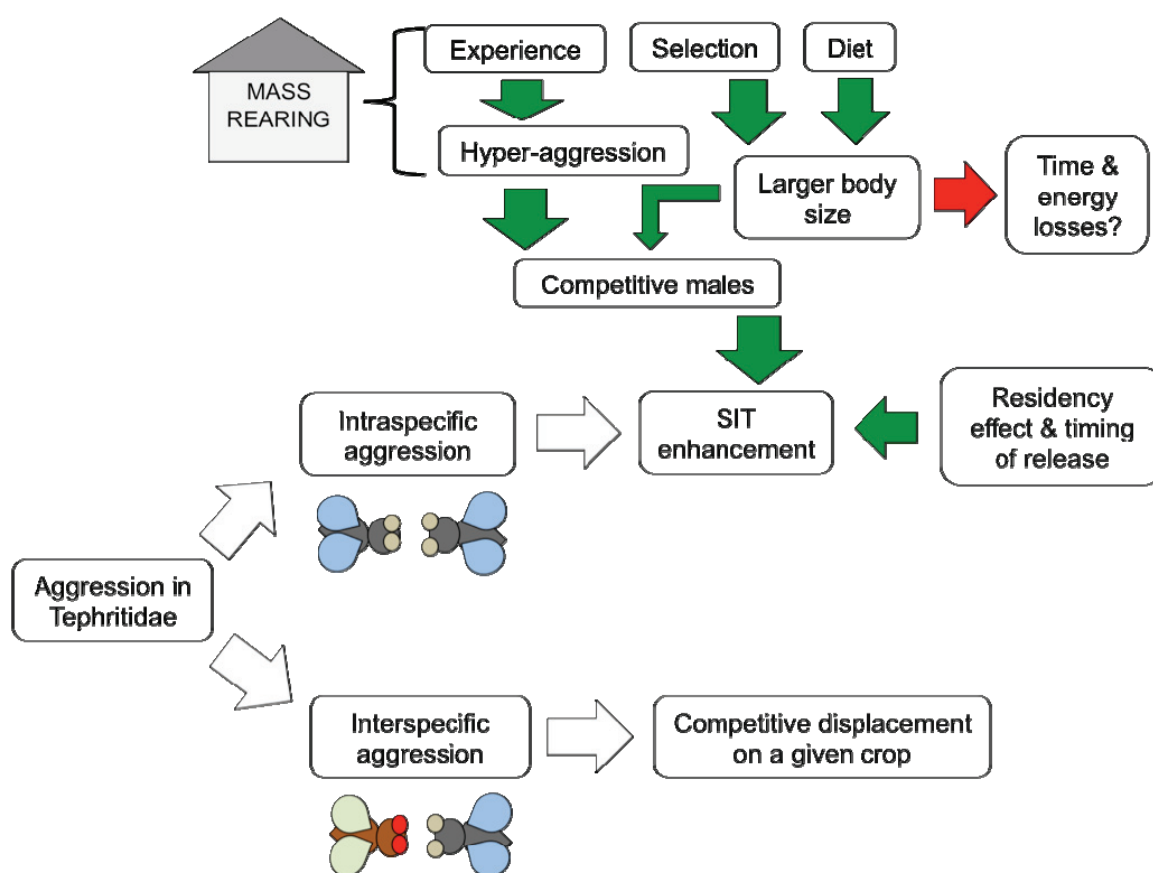 MASS
REARING
Experience
Selection
Diet
Hyper-aggression
Larger body
size
Time &
energy
losses?
Competitive males
Intraspecific
aggression
SIT
enhancement
Residency
effect & timing
of release
Aggression in
Tephritidae
Interspecific
aggression
Competitive displacement
on a given crop